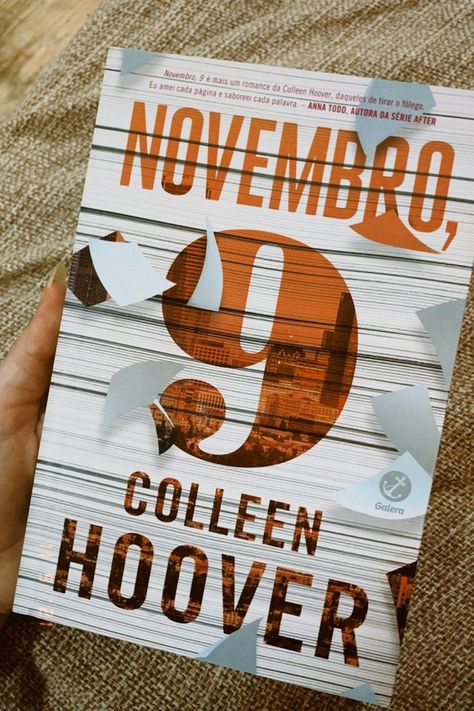 Novembro, 9 é mais um romance da Colleen Hoover, daqueles de tirar o fôlego.
Eu amei cada página e saboreei cada palavra. – ANNA TODD, AUTORA DA SÉRIE AFTER
NOVEMBRO,
9
COLLEEN
HOOVER
Galera